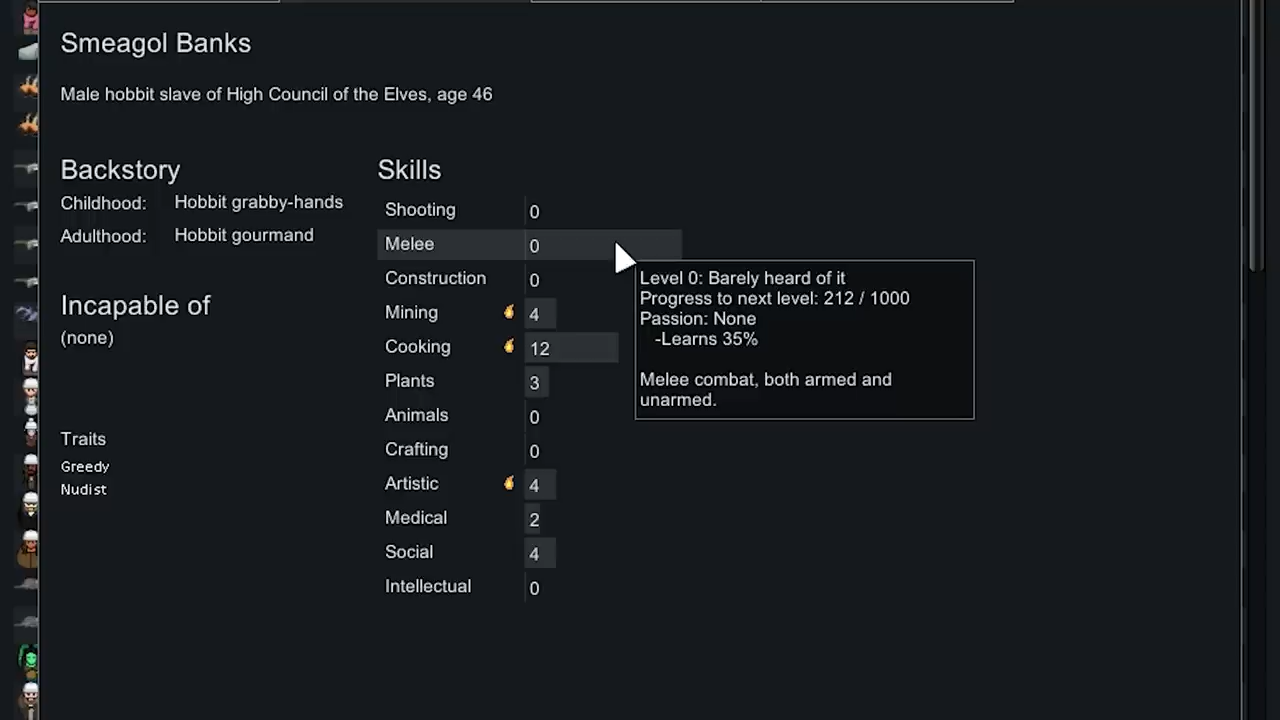 Smeagol Banks
Male hobbit slave of High Council of the Elves, age 46
Backstory
Childhood: Hobbit grabby-hands
Adulthood: Hobbit gourmand
Incapable of
(none)
Traits
Greedy
Nudist
Skills
Shooting 0
Melee 0
Construction 0
Mining 4
Cooking 12
Plants 3
Animals 0
Crafting 0
Artistic 4
Medical 2
Social 4
Intellectual 0
Level 0: Barely heard of it
Progress to next level: 212 / 1000
Passion: None
-Learns 35%
Melee combat, both armed and
unarmed.